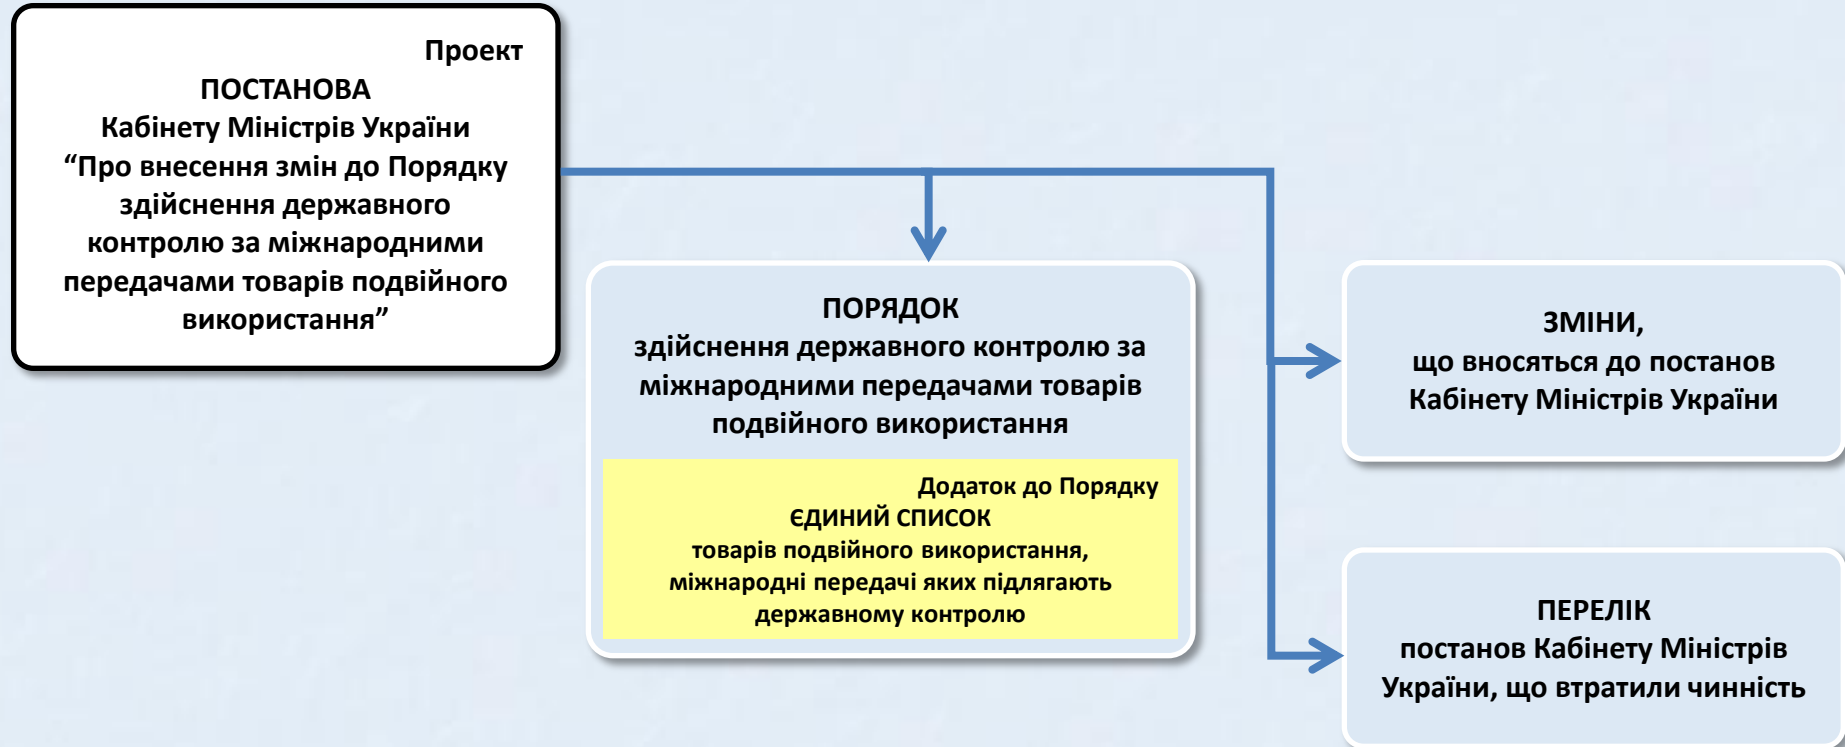 Проект
ПОСТАНОВА
Кабінету Міністрів України
“Про внесення змін до Порядку
здійснення державного
контролю за міжнародними
передачами товарів подвійного
використання”
ПОРЯДОК
здійснення державного контролю за
міжнародними передачами товарів
подвійного використання
Додаток до Порядку
ЄДИНИЙ СПИСОК
товарів подвійного використання,
міжнародні передачі яких підлягають
державному контролю
ЗМІНИ,
що вносяться до постанов
Кабінету Міністрів України
ПЕРЕЛІК
постанов Кабінету Міністрів
України, що втратили чинність